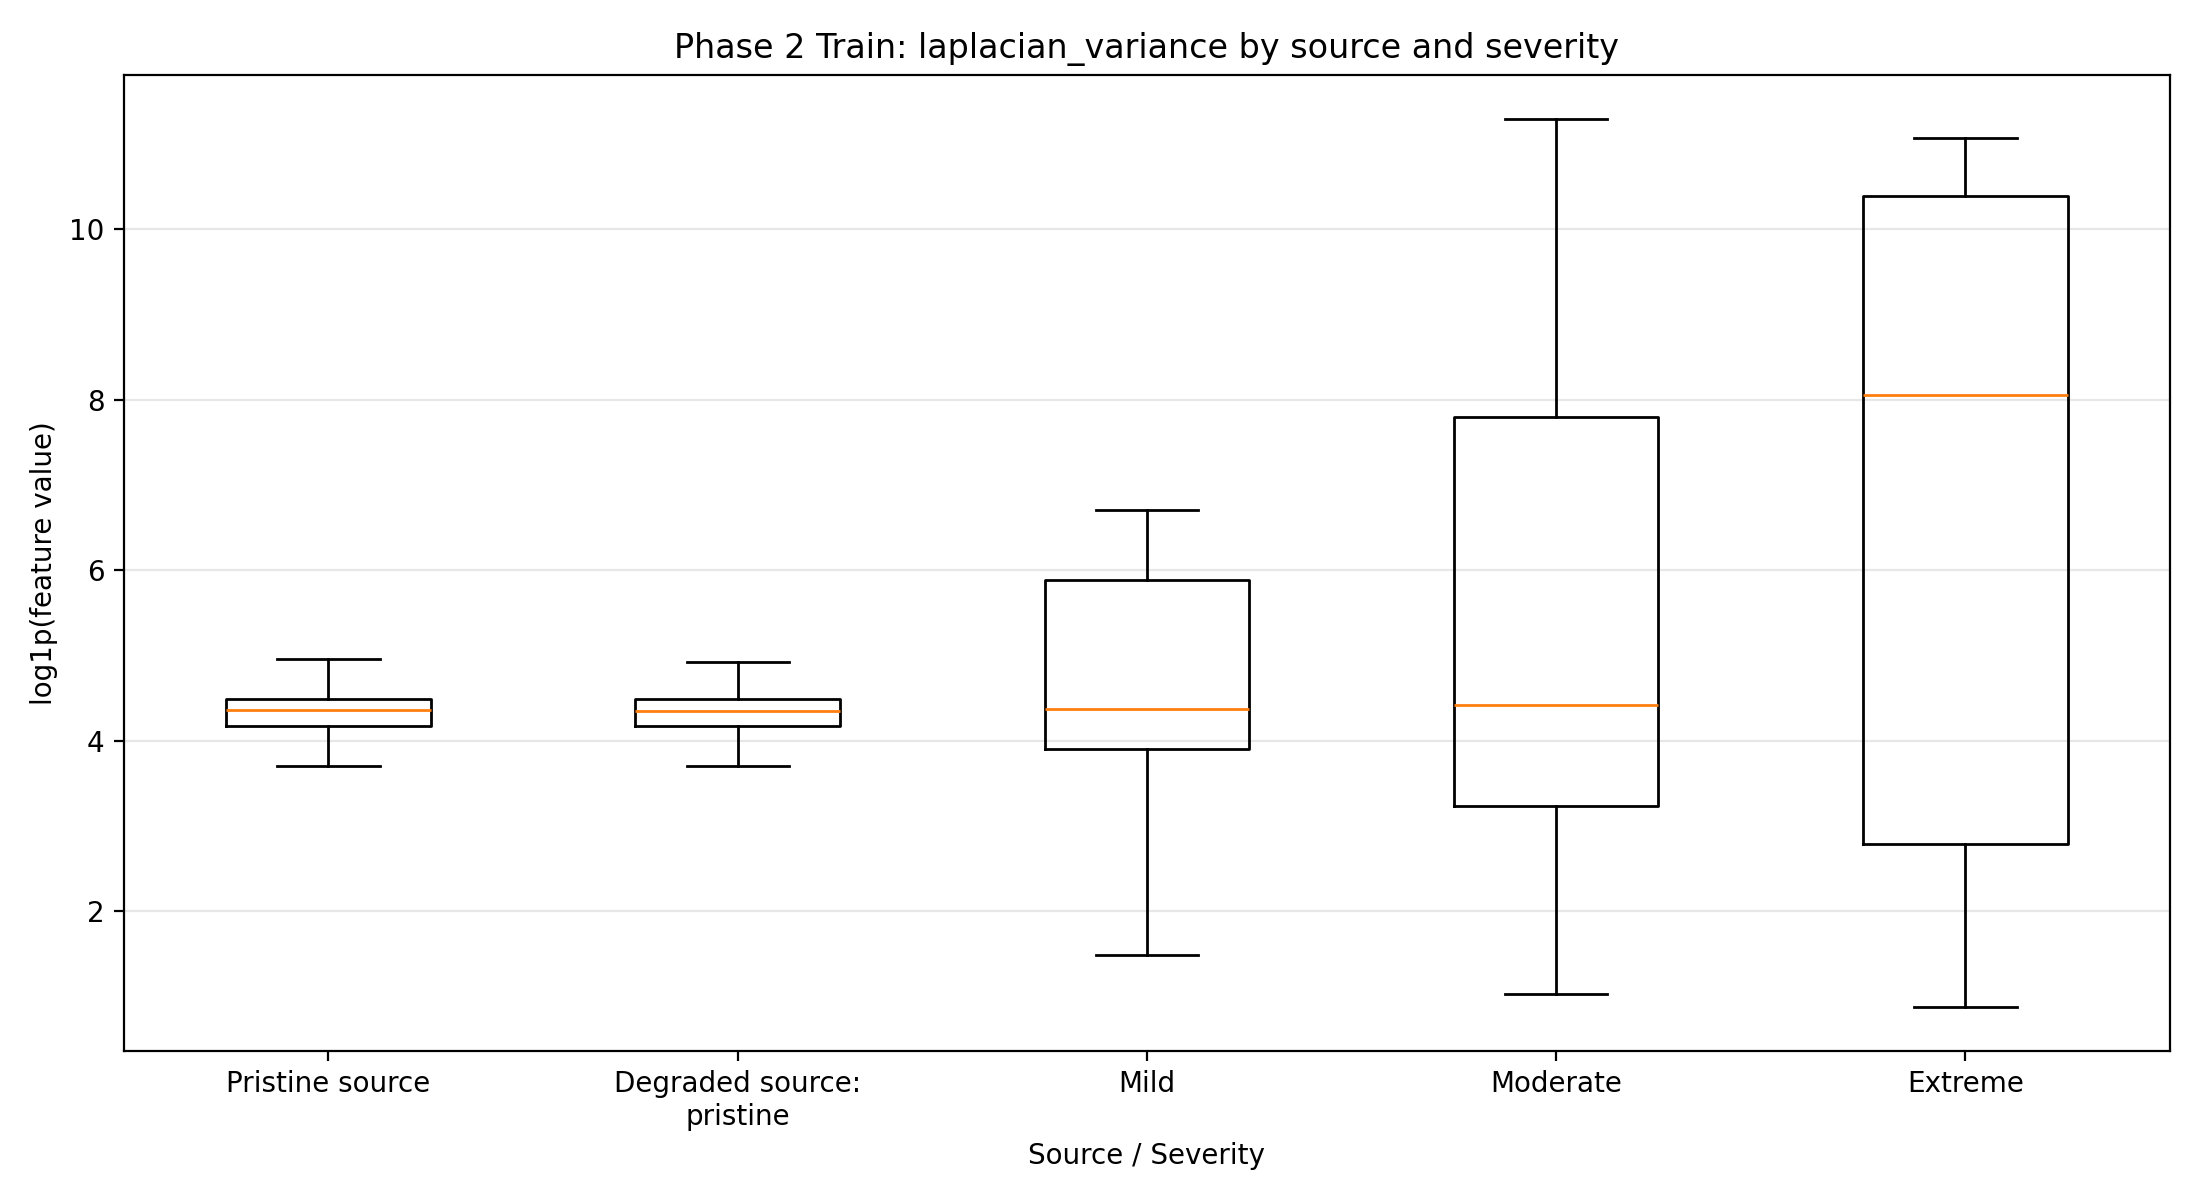 Phase 2 Train: laplacian_variance by source and severity
log1p(feature value)
10
8
6
4
2
Pristine source
Degraded source:
pristine
Mild
Moderate
Extreme
Source / Severity